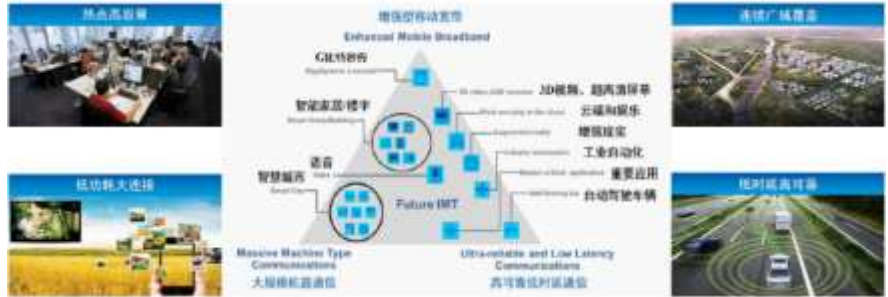 热点高容量
增强型移动宽带
Enhanced Mobile Broadband
连续广域覆盖
G比特秒传
3D视频、超高清屏幕
智能家居/楼宇
云端和娱乐
增强现实
工业自动化
语音
重要应用
智慧城市
Smart City
自动驾驶车辆
低功耗大连接
Future IMT
低时延高可靠
Massive Machine Type
Communications
大规模机器通信
Ultra-reliable and Low Latency
Communications
高可靠低时延通信